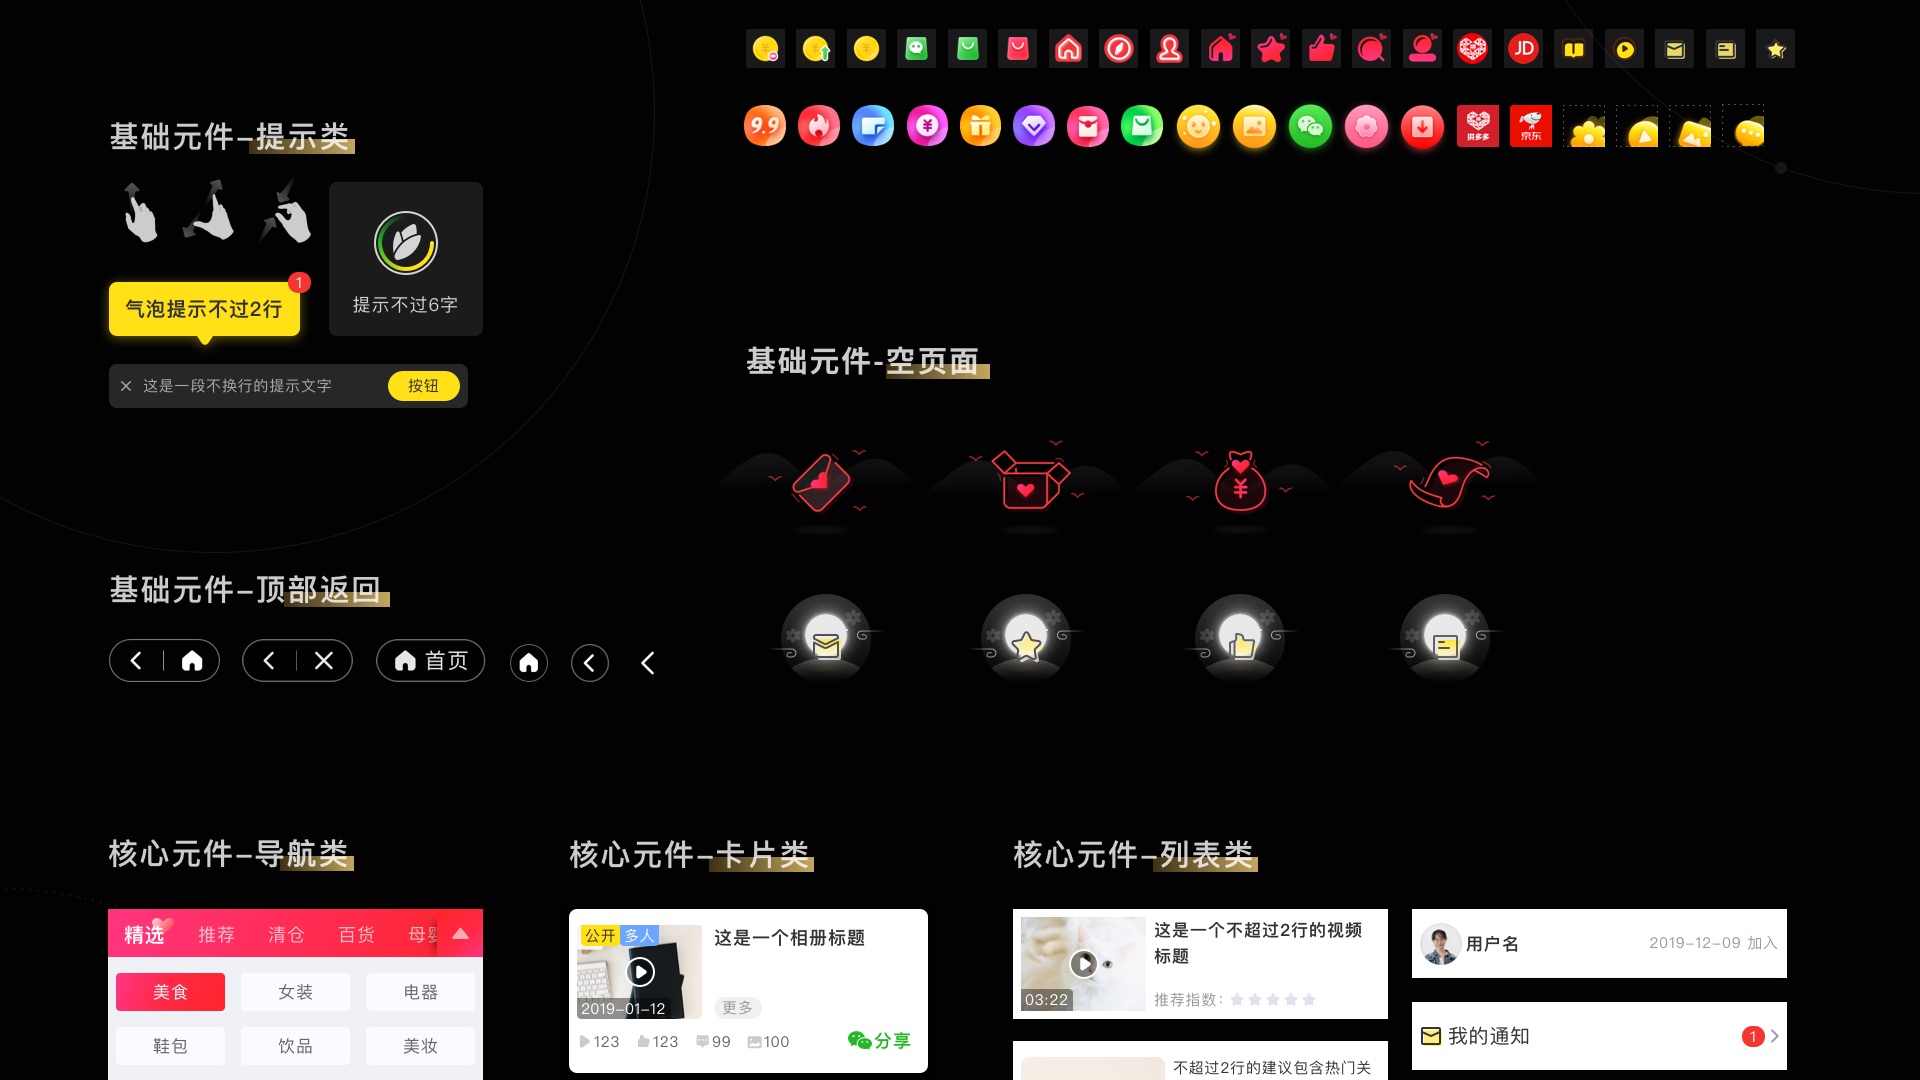 JD
9.9
拼多多
京东
基础元件–提示类
提示不过6字
气泡提示不过2行
1
这是一段不换行的提示文字
按钮
基础元件-空页面
基础元件–顶部返回
首页
核心元件–导航类
精选
推荐
清仓
百货
母婴
美食
女装
电器
鞋包
饮品
美妆
核心元件–卡片类
公开
多人
这是一个相册标题
2019–01–12
更多
123
123
99
100
分享
核心元件–列表类
这是一个不超过2行的视频
标题
03:22
推荐指数:
不超过2行的建议包含热门关
用户名
2019–12–09 加入
我的通知
1